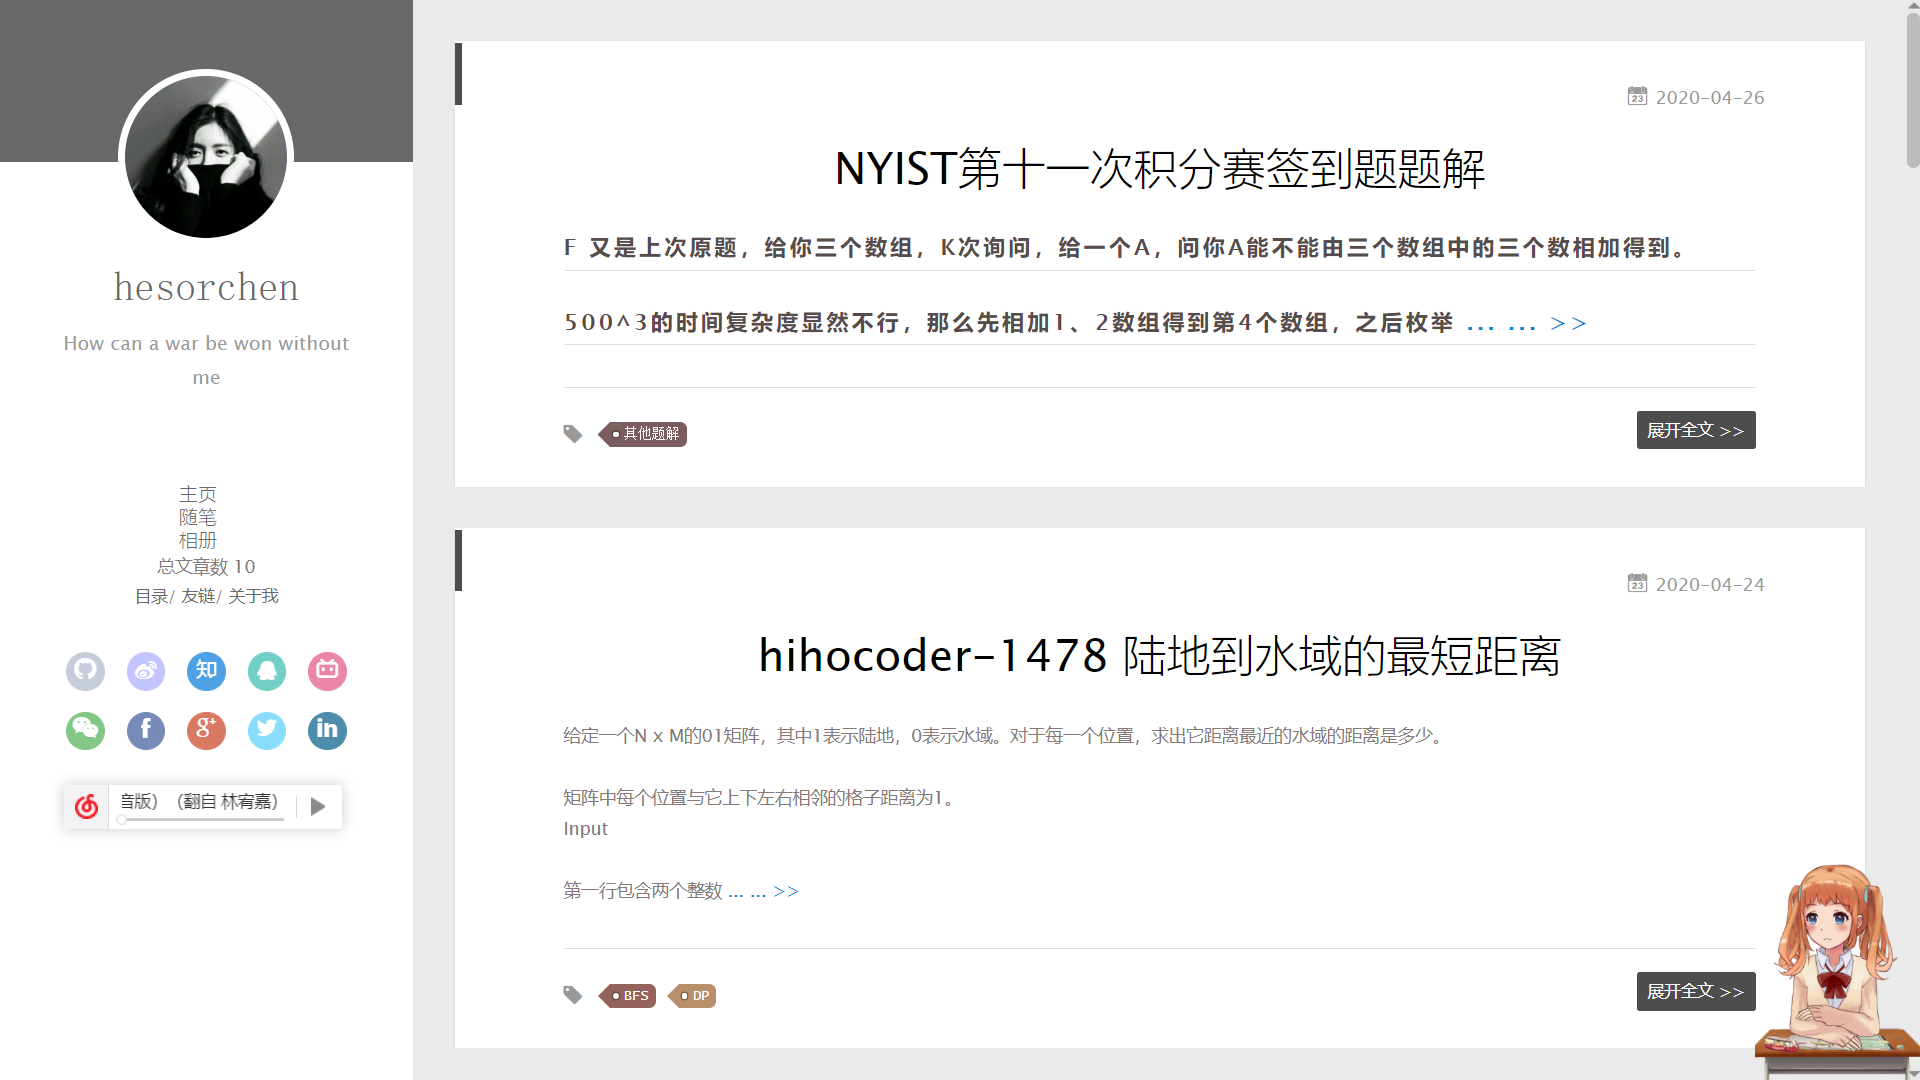 hesorchen
How can a war be won without
me
主页
随笔
相册
总文章数 10
目录/ 友链/ 关于我
知
f
g+
in
音版）（翻自 林宥嘉）
23 2020-04-26
NYIST第十一次积分赛签到题题解
F 又是上次原题，给你三个数组，K次询问，给一个A，问你A能不能由三个数组中的三个数相加得到。
500^3的时间复杂度显然不行，那么先相加1、2数组得到第4个数组，之后枚举 ... ... >>
其他题解
展开全文 >>
23 2020-04-24
hihocoder-1478 陆地到水域的最短距离
给定一个N x M的01矩阵，其中1表示陆地，0表示水域。对于每一个位置，求出它距离最近的水域的距离是多少。
矩阵中每个位置与它上下左右相邻的格子距离为1。
Input
第一行包含两个整数 ... ... >>
BFS DP
展开全文 >>